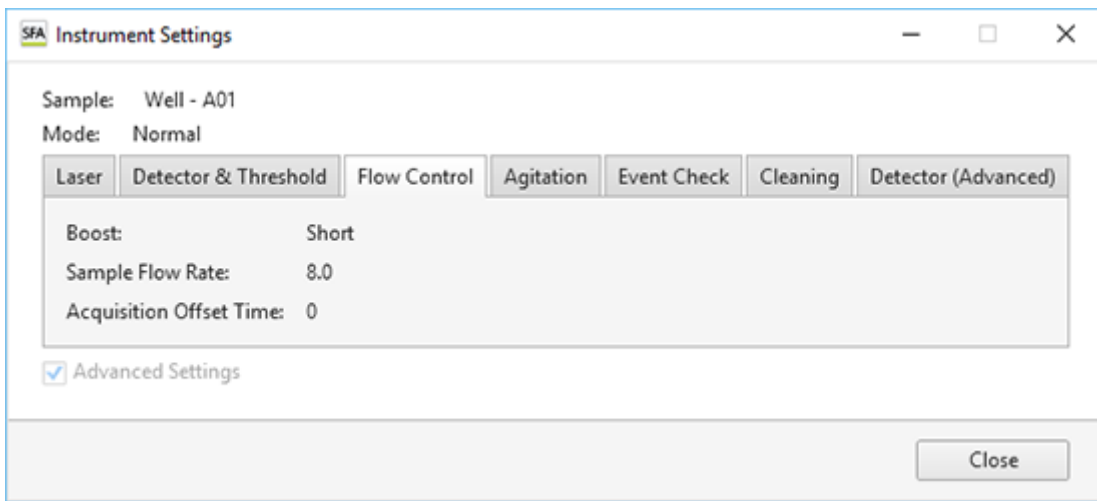 SFA Instrument Settings
Sample: Well - A01
Mode: Normal
Laser Detector & Threshold Flow Control Agitation Event Check Cleaning Detector (Advanced)
Boost: Short
Sample Flow Rate: 8.0
Acquisition Offset Time: 0
Advanced Settings
Close